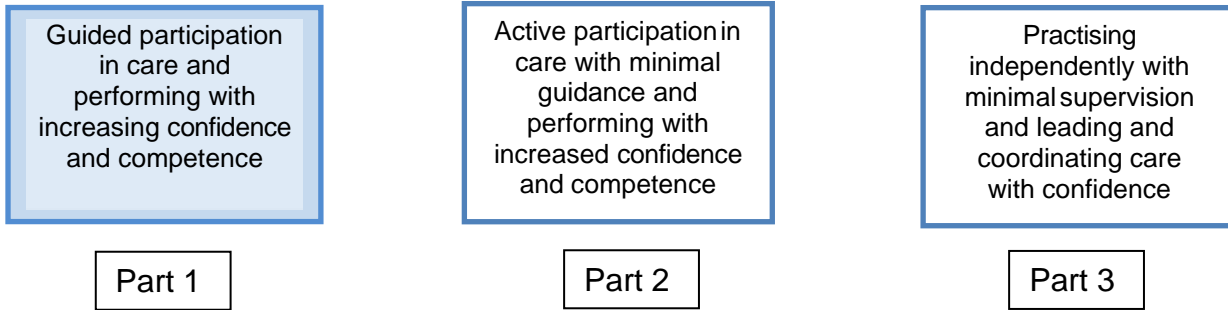 Guided participation
in care and
performing with
increasing confidence
and competence
Part 1
Active participation in
care with minimal
guidance and
performing with
increased confidence
and competence
Part 2
Practising
independently with
minimal supervision
and leading and
coordinating care
with confidence
Part 3